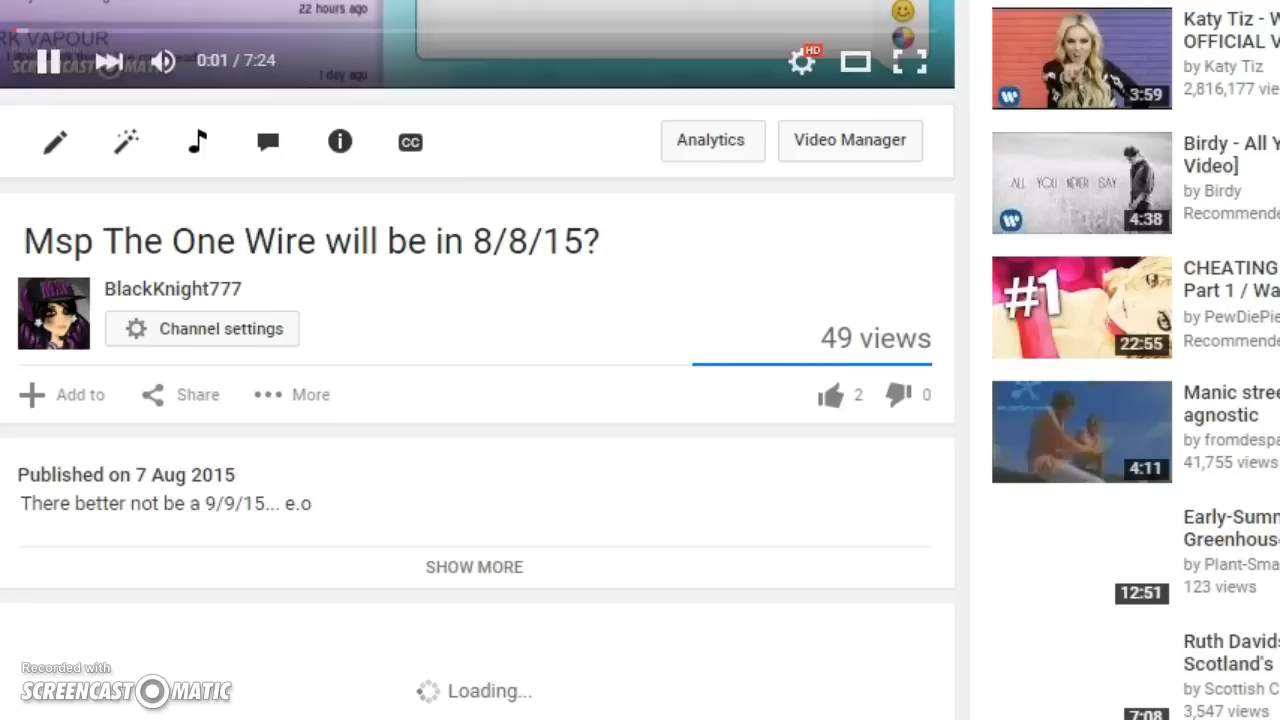 22 hours ago
RK VAPOUR
1 day ago
0:01 / 7:24
HD
CC
Analytics
Video Manager
Msp The One Wire will be in 8/8/15?
BlackKnight777
Channel settings
49 views
Add to
Share
More
2
0
Published on 7 Aug 2015
There better not be a 9/9/15... e.o
SHOW MORE
Loading...
Recorded with
SCREENCAST MATIC
3:59
Katy Tiz - W
OFFICIAL V
by Katy Tiz
2,816,177 vie
ALL YOU NEVER SAY
4:38
Birdy - All Y
Video]
by Birdy
Recommende
#1
22:55
CHEATING
Part 1 / Wa
by PewDiePie
Recommende
4:11
Manic stree
agnostic
by fromdespa
41,755 views
12:51
Early-Summ
Greenhouse
by Plant-Sma
123 views
7:08
Ruth Davids
Scotland's
by Scottish C
3,547 views